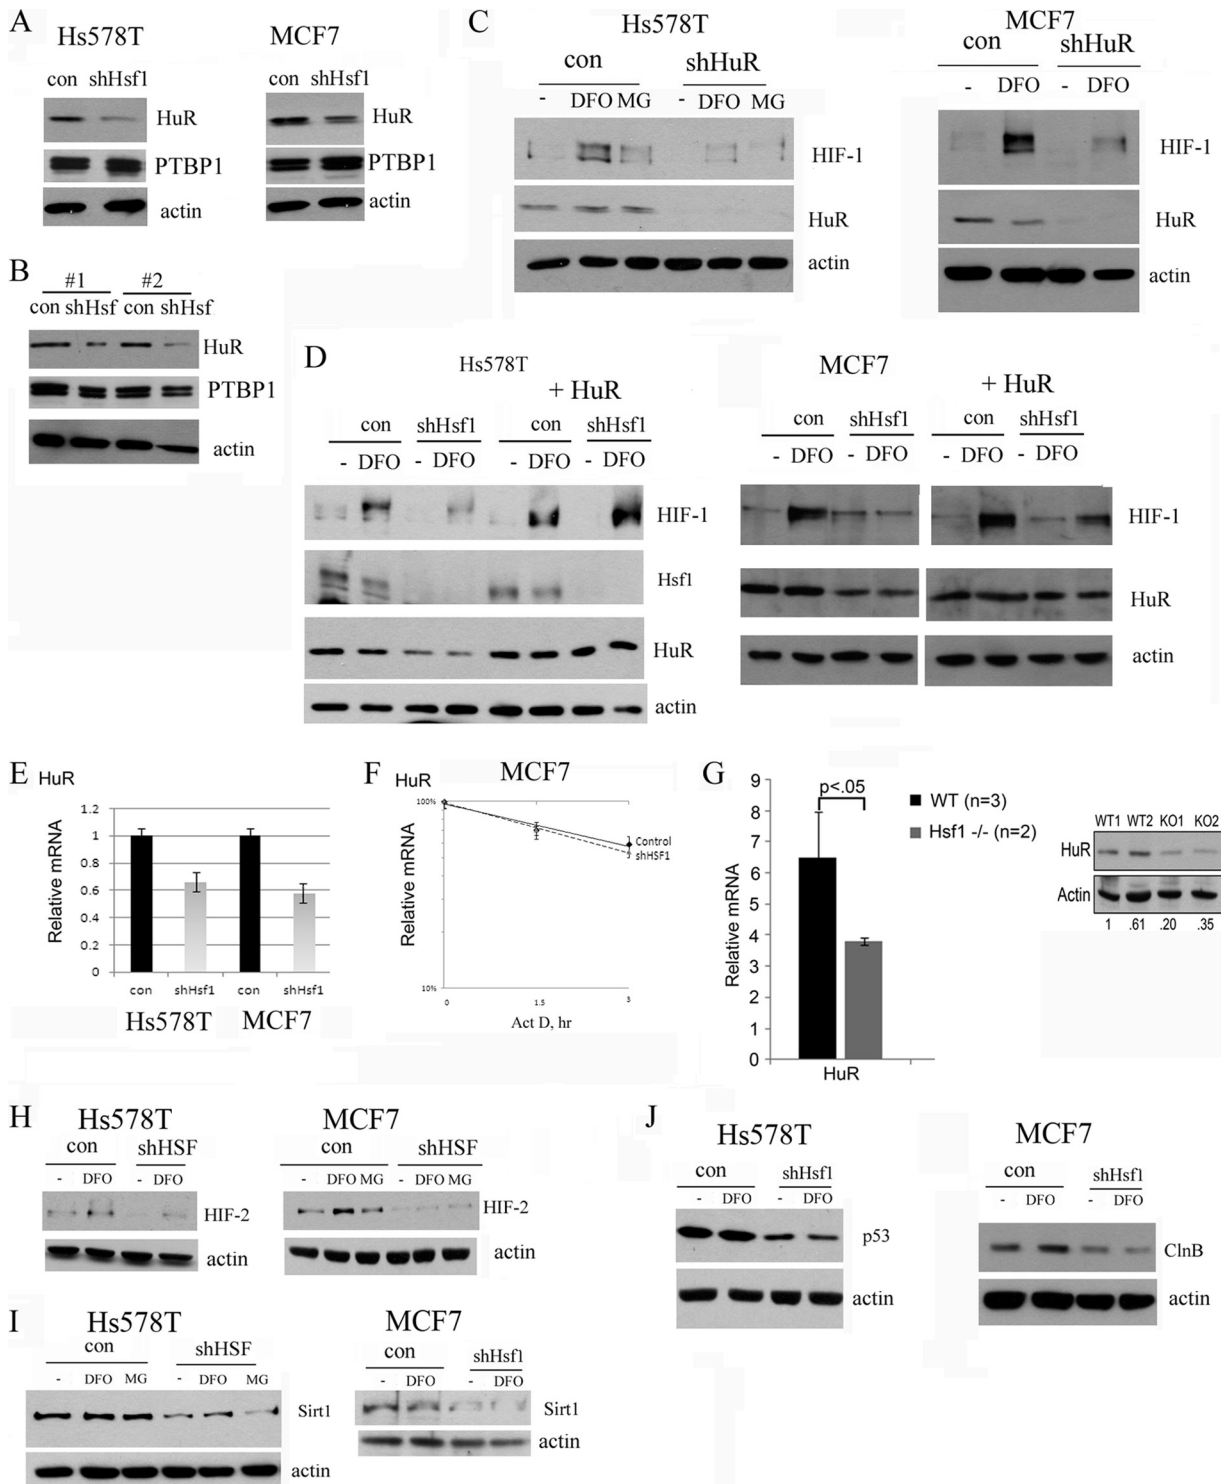 A
Hs578T MCF7
con shHsf1 con shHsf1
HuR HuR
PTBP1 PTBP1
actin actin
B
#1 #2
con shHsf con shHsf
HuR
PTBP1
actin
C
Hs578T MCF7
con shHuR con shHuR
- DFO MG - DFO MG - DFO - DFO
HIF-1 HIF-1
HuR HuR
actin actin
D
Hs578T MCF7
+ HuR + HuR
con shHsf1 con shHsf1 con shHsf1 con shHsf1
- DFO - DFO - DFO - DFO - DFO - DFO - DFO - DFO
HIF-1 HIF-1
Hsf1
HuR HuR
actin actin
E HuR
Relative mRNA
1.2
1
0.8
0.6
0.4
0.2
0
con shHsf1 con shHsf1
Hs578T MCF7
F HuR MCF7
Relative mRNA
100%
10%
Control
shHSF1
0 1.5 3
Act D, hr
G
Relative mRNA
9
8
7
6
5
4
3
2
1
0
p<.05
HuR
WT (n=3)
Hsf1 -/- (n=2)
WT1 WT2 KO1 KO2
HuR
Actin
1 .61 .20 .35
H
Hs578T MCF7
con shHSF con shHSF
- DFO - DFO - DFO MG - DFO MG
HIF-2 HIF-2
actin actin
I
Hs578T MCF7
con shHSF con shHsf1
- DFO MG - DFO MG - DFO - DFO
Sirt1 Sirt1
actin actin
J
Hs578T MCF7
con shHsf1 con shHsf1
- DFO - DFO - DFO - DFO
p53 ClnB
actin actin